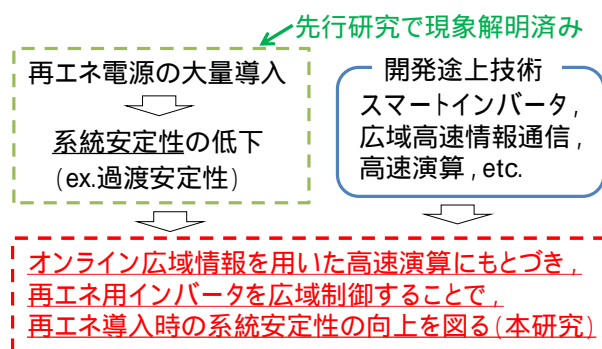 先行研究で現象解明済み
再エネ電源の大量導入
系統安定性の低下
(ex.過渡安定性)
開発途上技術
スマートインバータ,
広域高速情報通信,
高速演算,etc.
オンライン広域情報を用いた高速演算にもとづき,
再エネ用インバータを広域制御することで,
再エネ導入時の系統安定性の向上を図る(本研究)